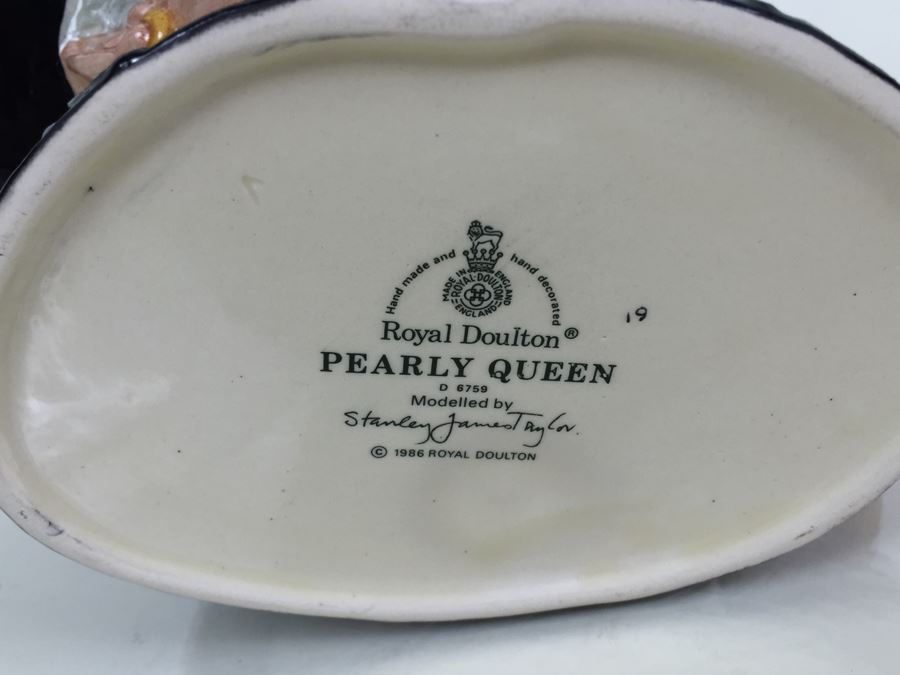 Hand made and hand decorated
MADE IN ENGLAND
ROYAL·DOULTON
ENGLAND
Royal Doulton®
PEARLY QUEEN
D 6759
Modelled by
Stanley James Taylor.
© 1986 ROYAL DOULTON
19